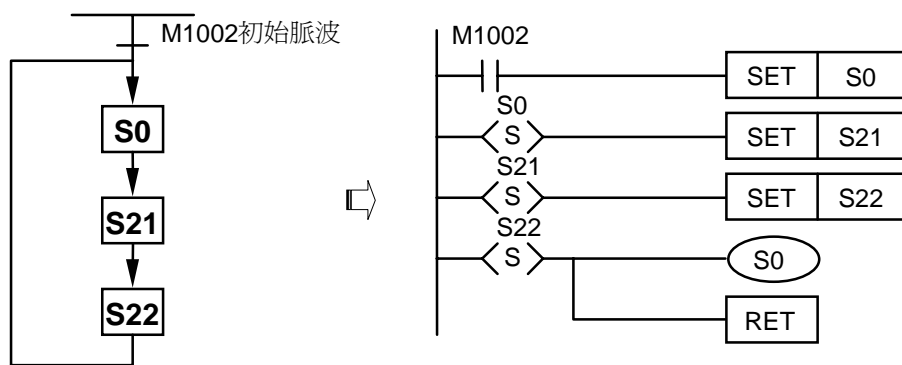 M1002初始脈波
S0
S21
S22
M1002
SET S0
S0
S
SET S21
S21
S
SET S22
S22
S
S0
RET